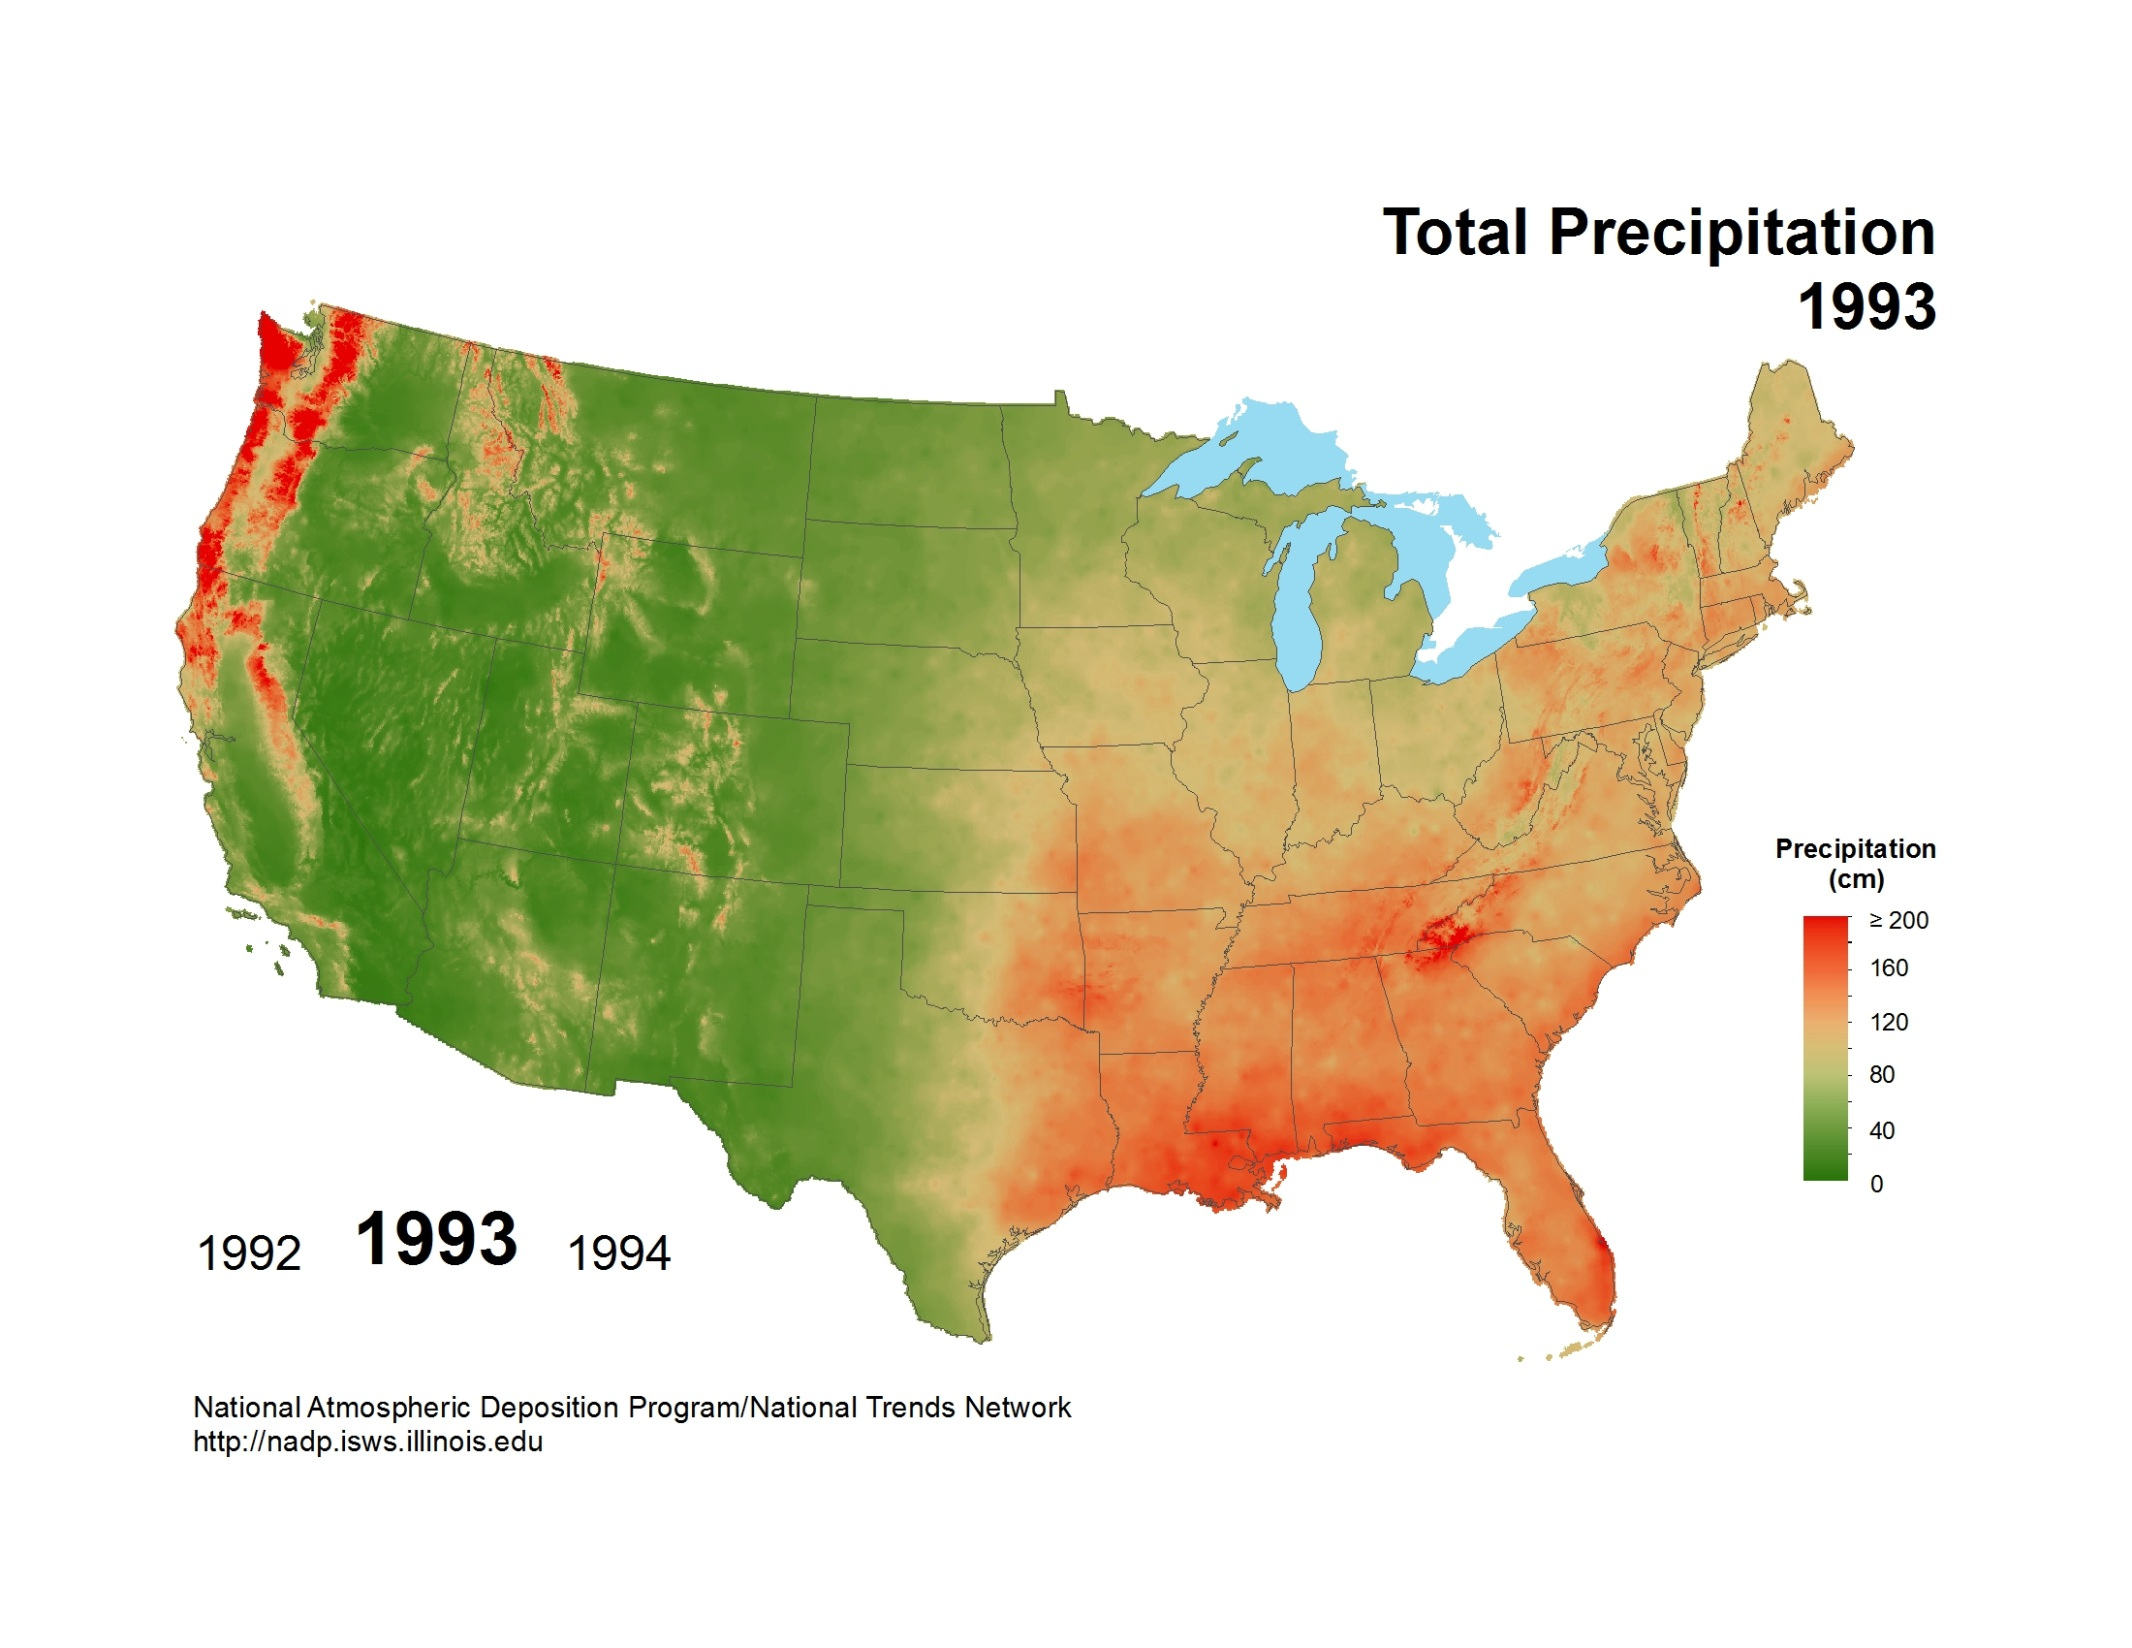 Total Precipitation
1993
Precipitation
(cm)
≥ 200
160
120
80
40
0
1992 1993 1994
National Atmospheric Deposition Program/National Trends Network
http://nadp.isws.illinois.edu